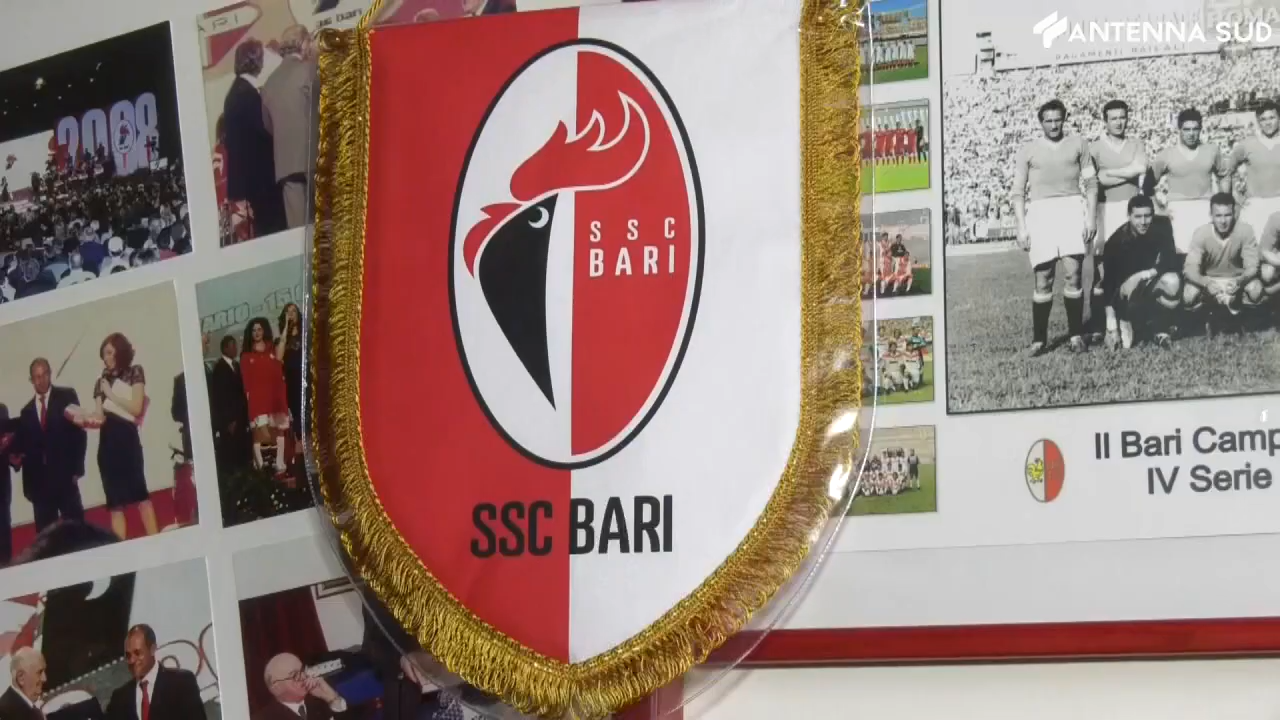 ANTENNA SUD
2008
SSC
BARI
SSC BARI
Il Bari Camp
IV Serie